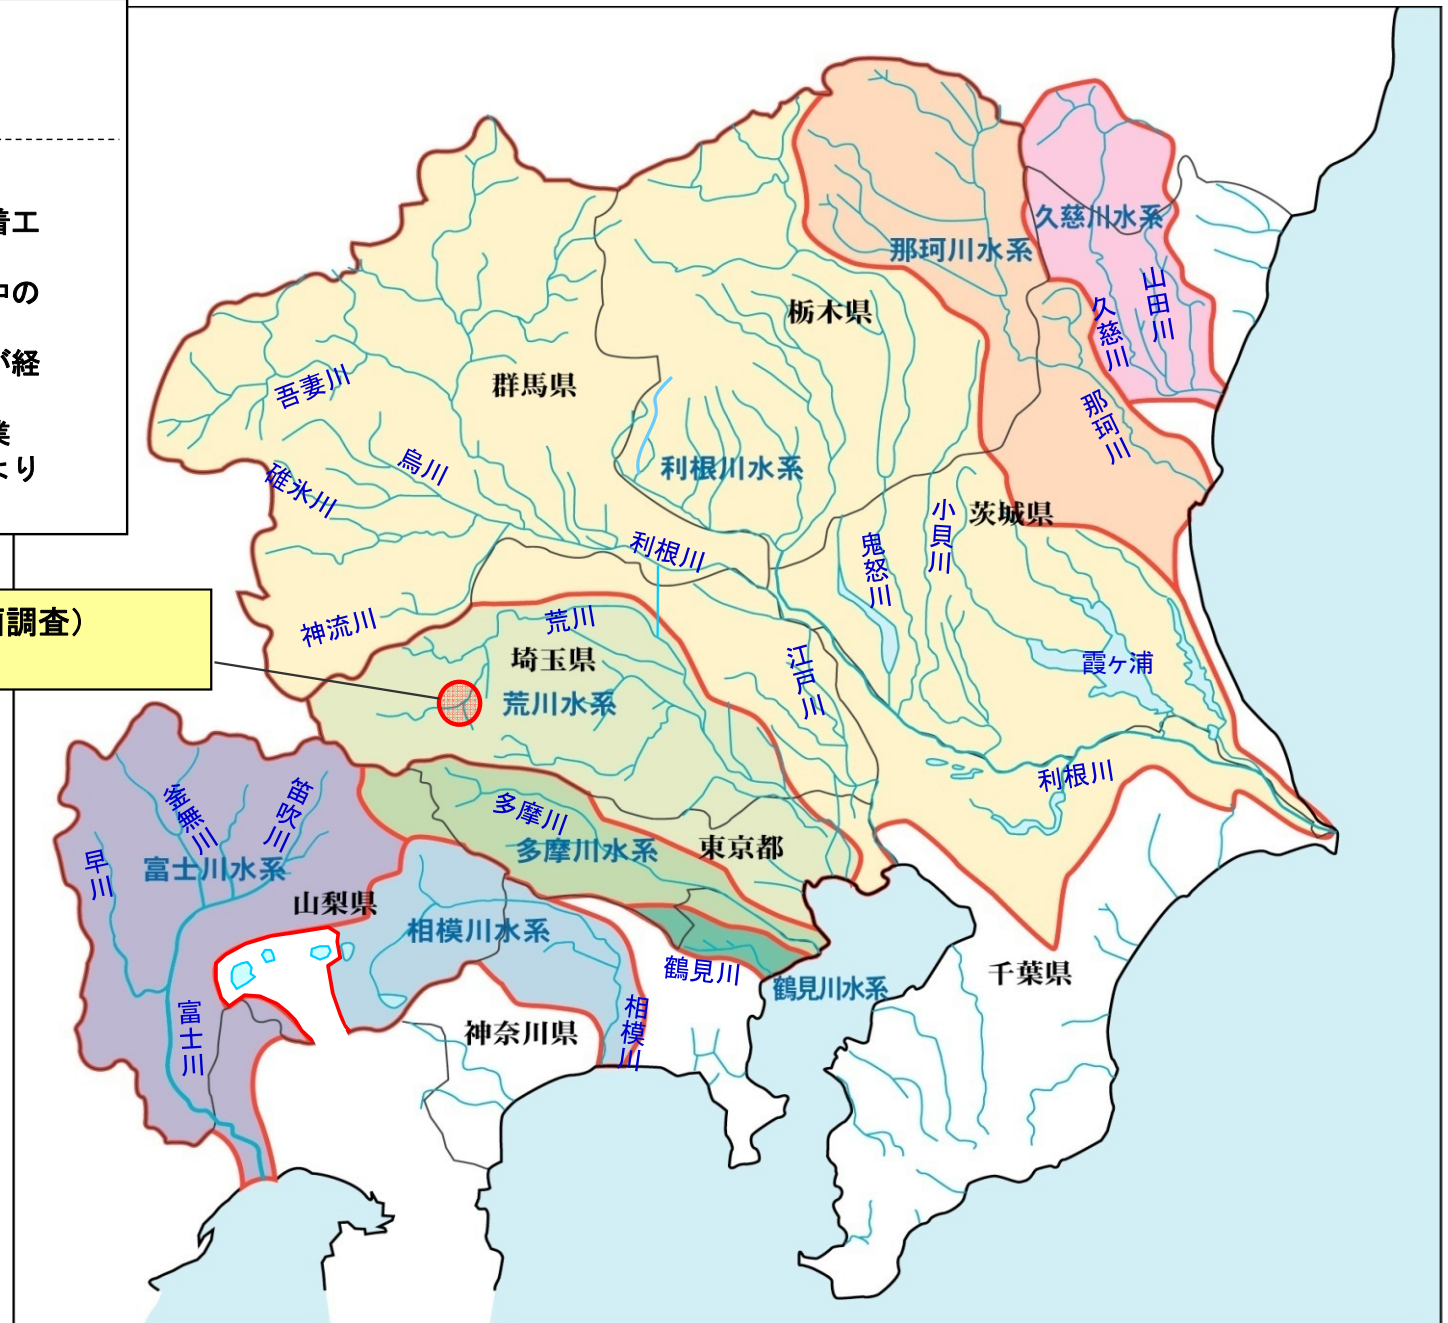 着工
中の
が経
業
より
調査）
久慈川水系
那珂川水系
山田川
久慈川
栃木県
群馬県
吾妻川
那珂川
烏川
利根川水系
碓氷川
茨城県
小貝川
鬼怒川
利根川
神流川
荒川
埼玉県
江戸川
霞ヶ浦
荒川水系
利根川
釜無川
笛吹川
多摩川
早川
富士川水系
多摩川水系
東京都
山梨県
相模川水系
鶴見川
鶴見川水系
千葉県
富士川
相模川
神奈川県